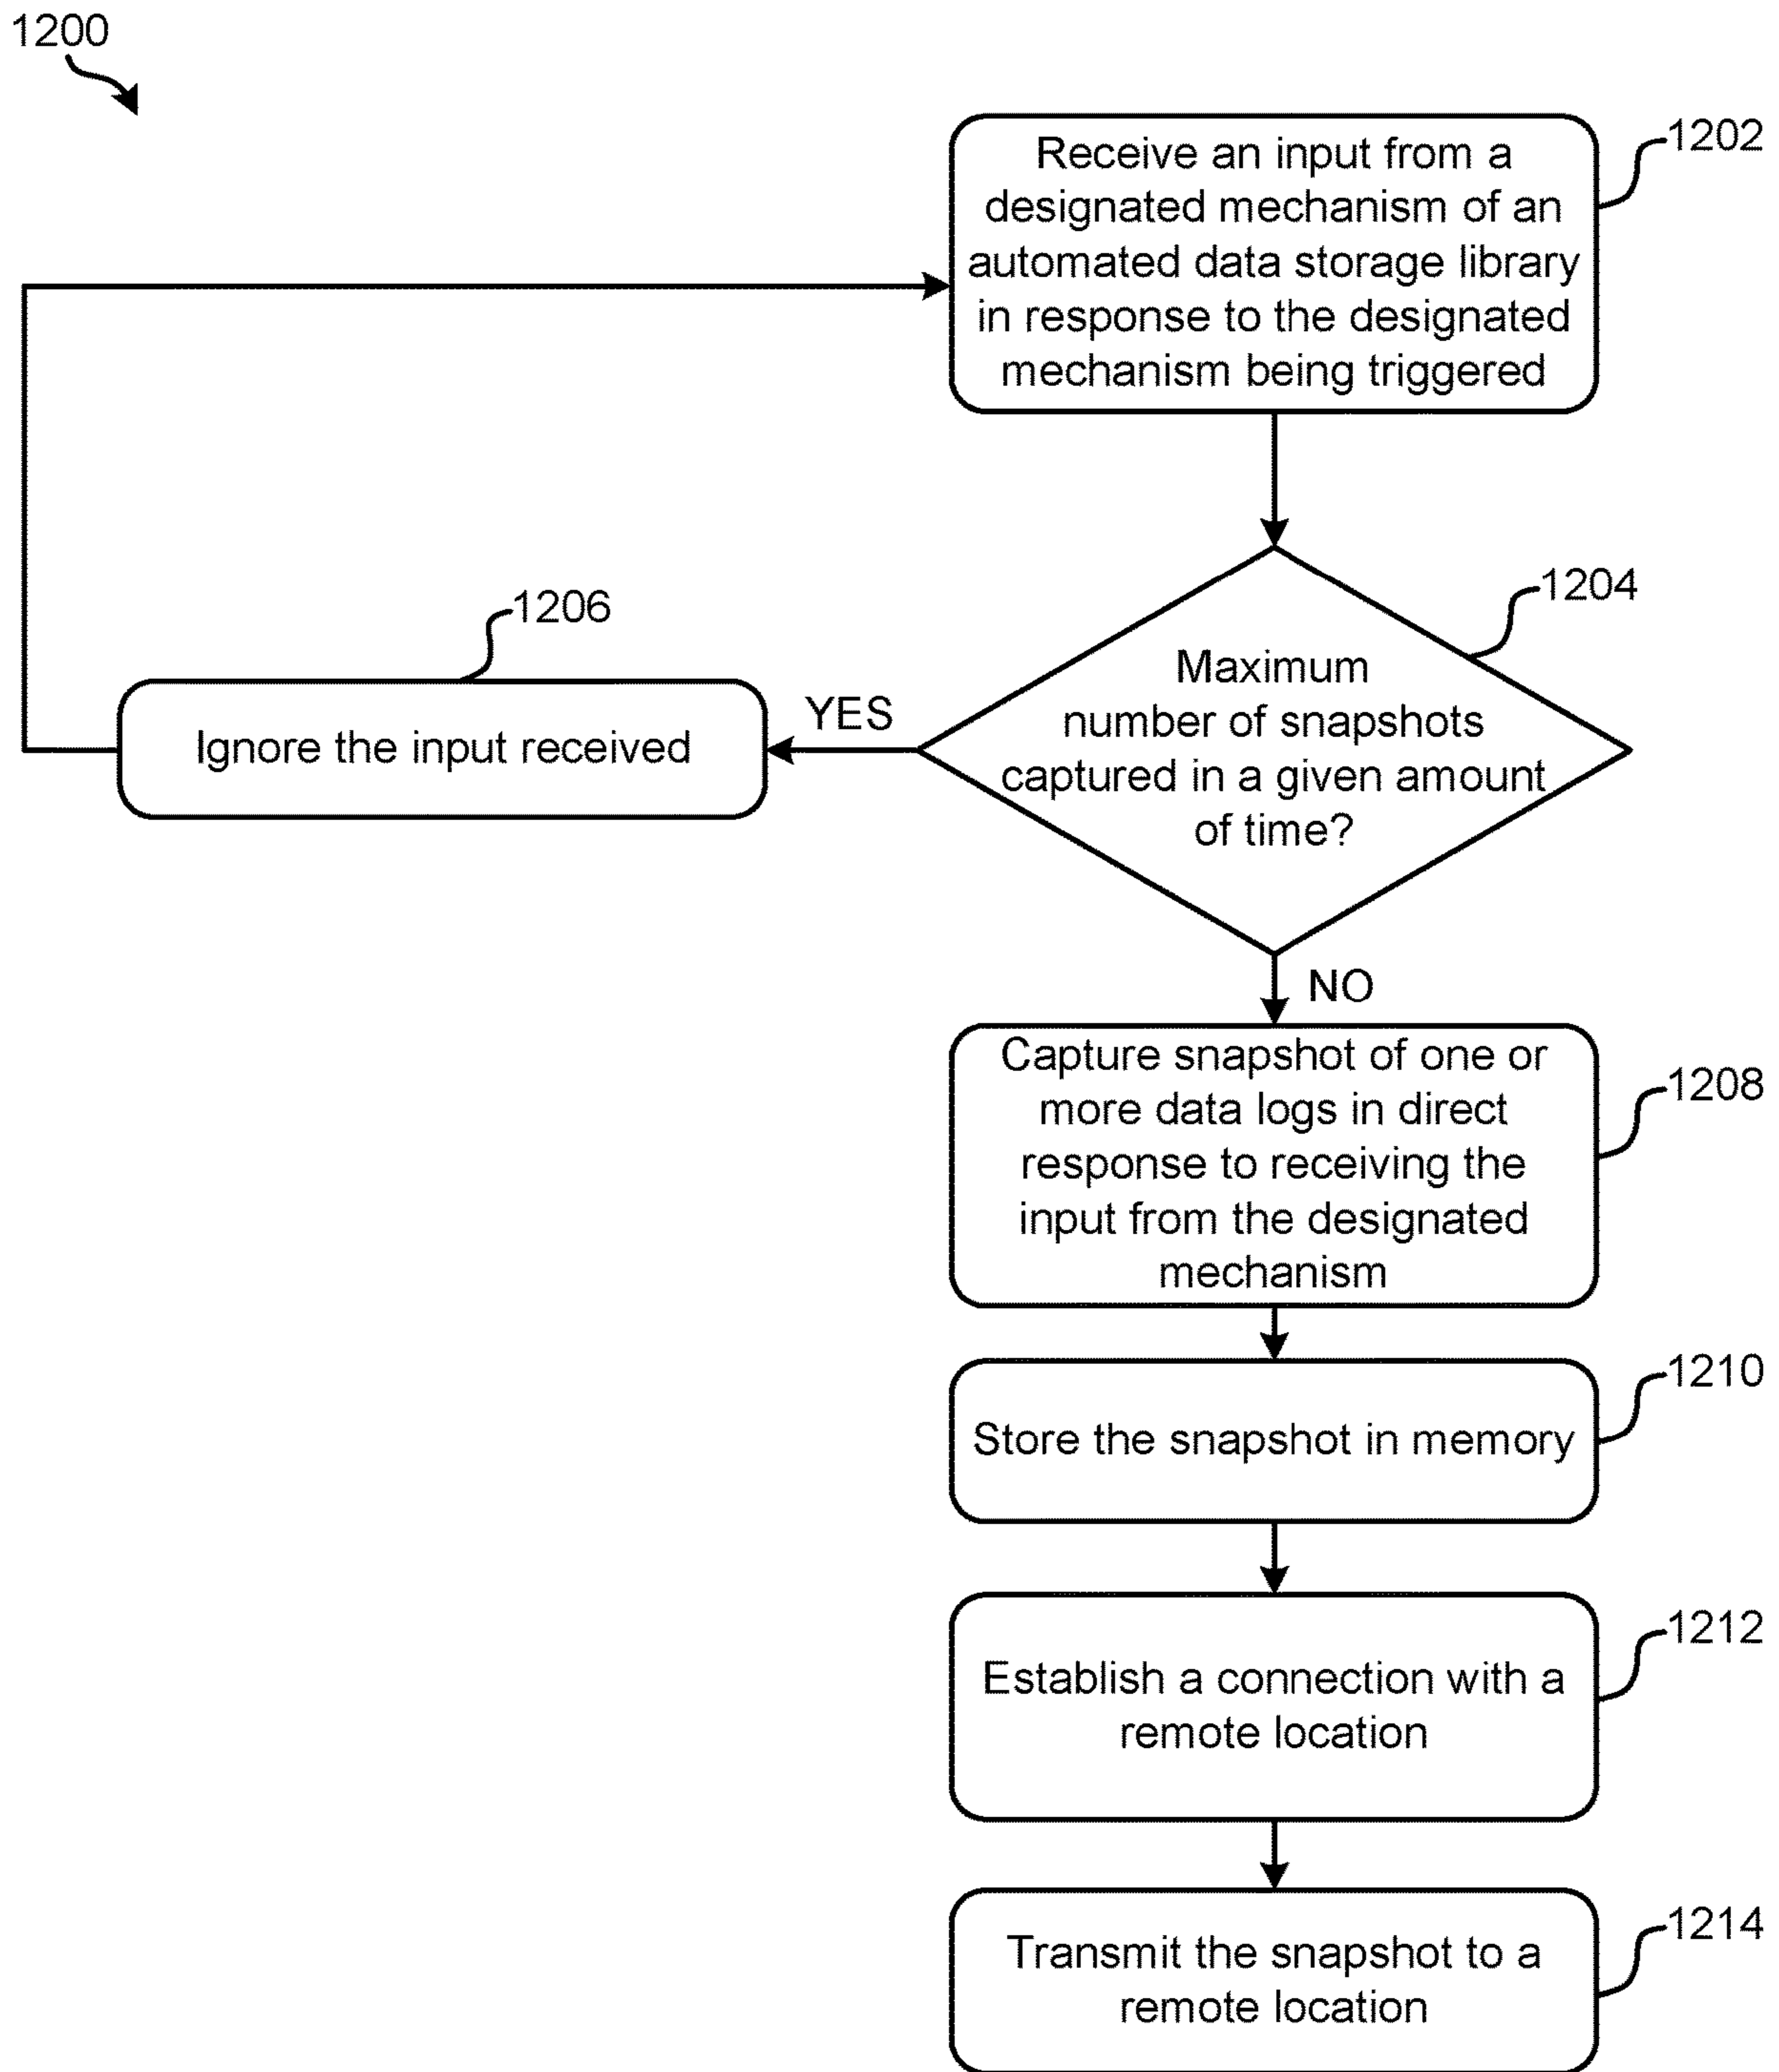 1200
Receive an input from a
designated mechanism of an
automated data storage library
in response to the designated
mechanism being triggered
1202
1204
Maximum
number of snapshots
captured in a given amount
of time?
YES
1206
Ignore the input received
NO
Capture snapshot of one or
more data logs in direct
response to receiving the
input from the designated
mechanism
1208
1210
Store the snapshot in memory
1212
Establish a connection with a
remote location
1214
Transmit the snapshot to a
remote location